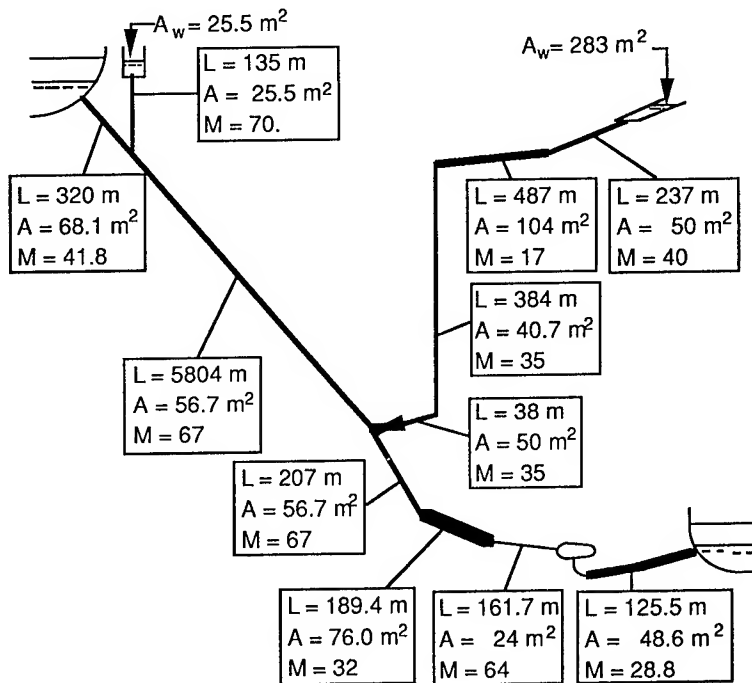 A_w = 25.5 m²
L = 135 m
A = 25.5 m²
M = 70.
A_w = 283 m²
L = 320 m
A = 68.1 m²
M = 41.8
L = 487 m
A = 104 m²
M = 17
L = 237 m
A = 50 m²
M = 40
L = 384 m
A = 40.7 m²
M = 35
L = 5804 m
A = 56.7 m²
M = 67
L = 38 m
A = 50 m²
M = 35
L = 207 m
A = 56.7 m²
M = 67
L = 189.4 m
A = 76.0 m²
M = 32
L = 161.7 m
A = 24 m²
M = 64
L = 125.5 m
A = 48.6 m²
M = 28.8